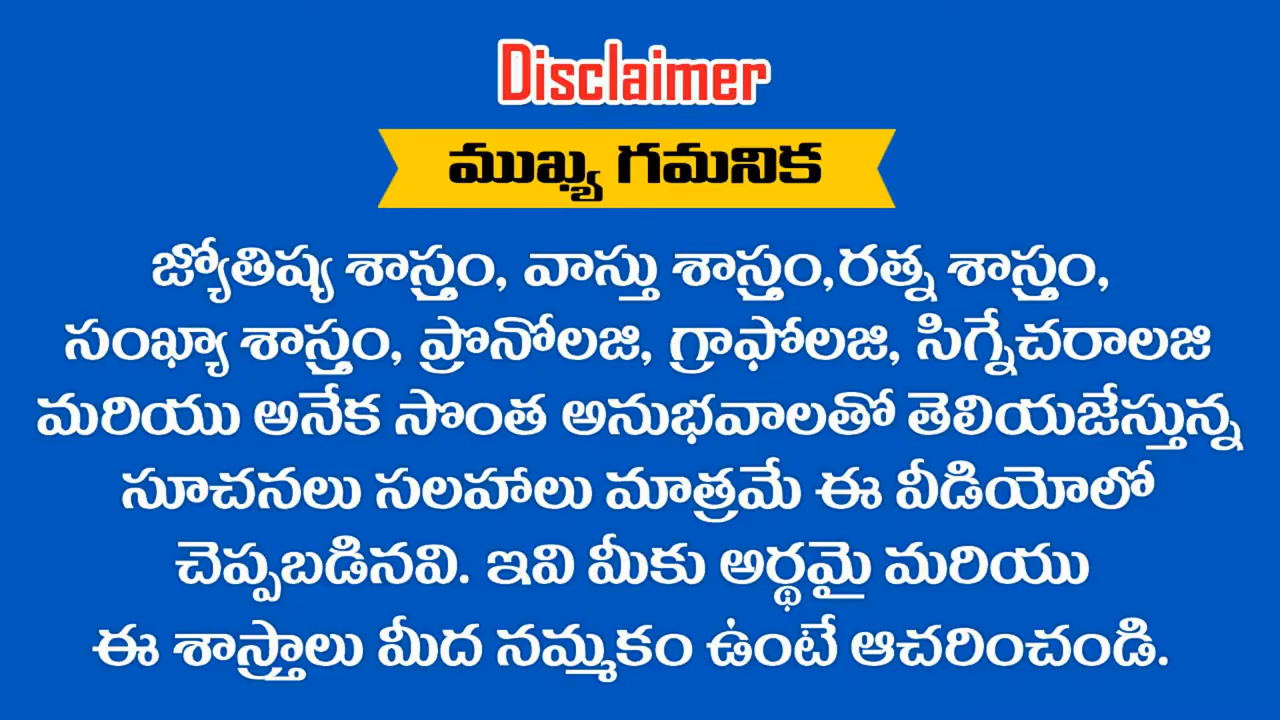 Disclaimer
ముఖ్య గమనిక
జ్యోతిష్య శాస్త్రం, వాస్తు శాస్త్రం,రత్న శాస్త్రం,
సంఖ్యా శాస్త్రం, ప్రొనోలజి, గ్రాఫోలజి, సిగ్నేచరాలజి
మరియు అనేక సొంత అనుభవాలతో తెలియజేస్తున్న
సూచనలు సలహాలు మాత్రమే ఈ వీడియోలో
చెప్పబడినవి. ఇవి మీకు అర్థమై మరియు
ఈ శాస్త్రాలు మీద నమ్మకం ఉంటే ఆచరించండి.